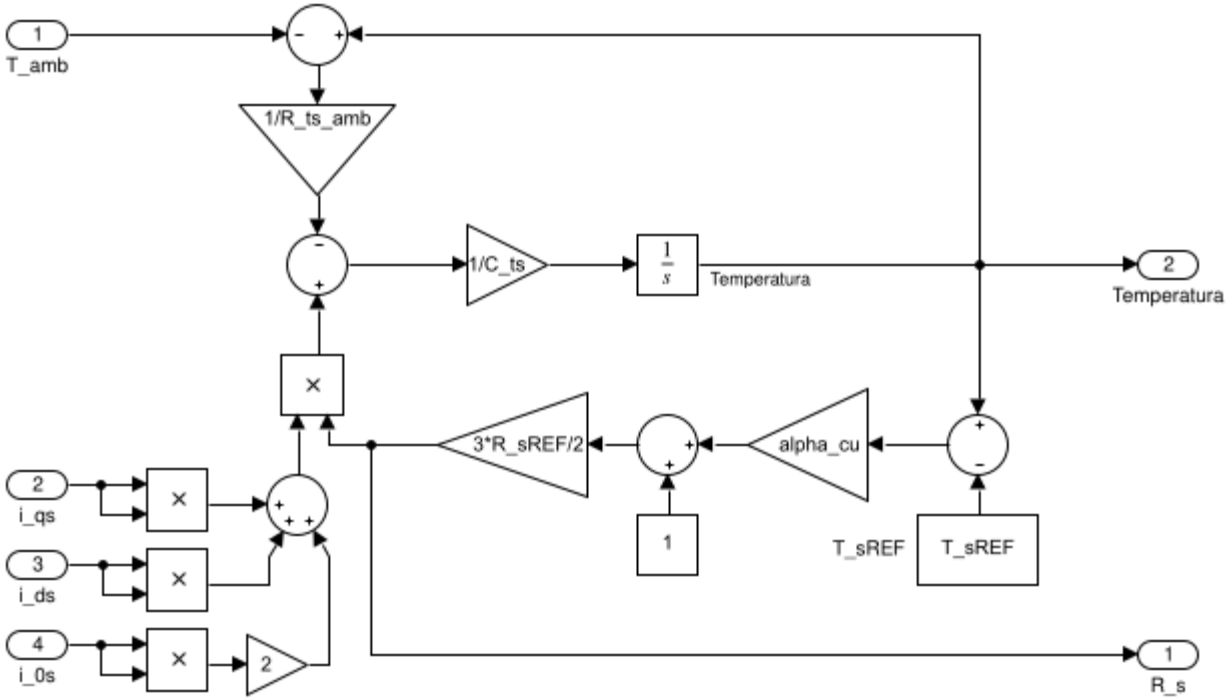 1
T_amb
- +
1/R_ts_amb
-
+
1/C_ts
1
s
Temperatura
2
Temperatura
×
3*R_sREF/2
+
+
alpha_cu
+
-
2
i_qs
×
+
+ +
1
T_sREF
T_sREF
3
i_ds
×
4
i_0s
×
2
1
R_s